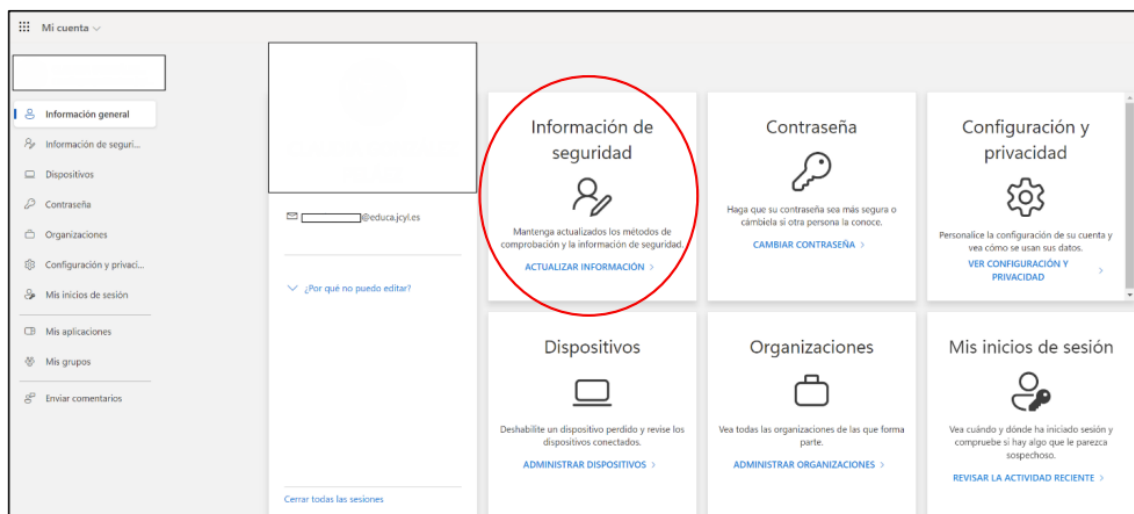 Mi cuenta
Información general
Información de seguri...
Dispositivos
Contraseña
Organizaciones
Configuración y privaci...
Mis inicios de sesión
Mis aplicaciones
Mis grupos
Enviar comentarios
@educa.jcyl.es
¿Por qué no puedo editar?
Cerrar todas las sesiones
Información de
seguridad
Mantenga actualizados los métodos de
comprobación y la información de seguridad.
ACTUALIZAR INFORMACIÓN >
Contraseña
Haga que su contraseña sea más segura o
cámbiela si otra persona la conoce.
CAMBIAR CONTRASEÑA >
Configuración y
privacidad
Personalice la configuración de su cuenta y
vea cómo se usan sus datos.
VER CONFIGURACIÓN Y
PRIVACIDAD >
Dispositivos
Deshabilite un dispositivo perdido y revise los
dispositivos conectados.
ADMINISTRAR DISPOSITIVOS >
Organizaciones
Vea todas las organizaciones de las que forma
parte.
ADMINISTRAR ORGANIZACIONES >
Mis inicios de sesión
Vea cuándo y dónde ha iniciado sesión y
compruebe si hay algo que le parezca
sospechoso.
REVISAR LA ACTIVIDAD RECIENTE >